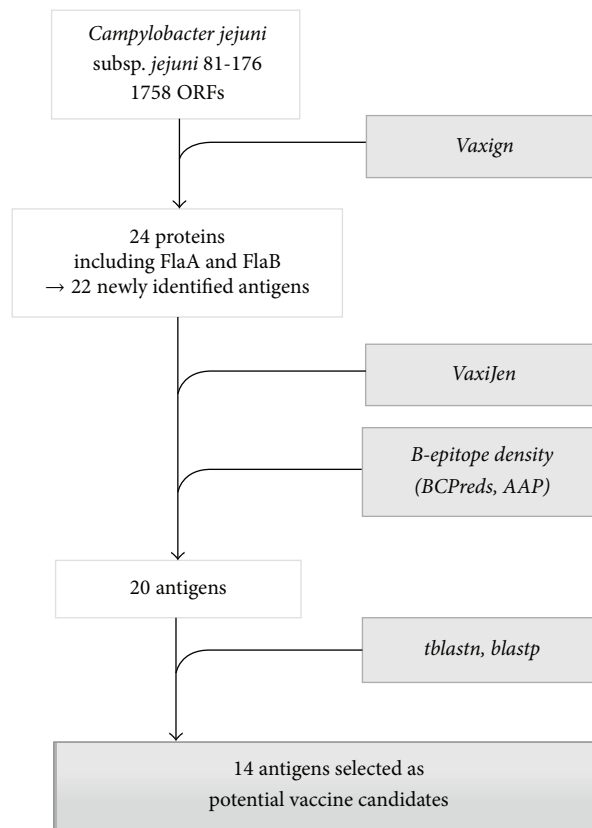 Campylobacter jejuni
subsp. jejuni 81-176
1758 ORFs
Vaxign
24 proteins
including FlaA and FlaB
→ 22 newly identified antigens
VaxiJen
B-epitope density
(BCPreds, AAP)
20 antigens
tblastn, blastp
14 antigens selected as
potential vaccine candidates